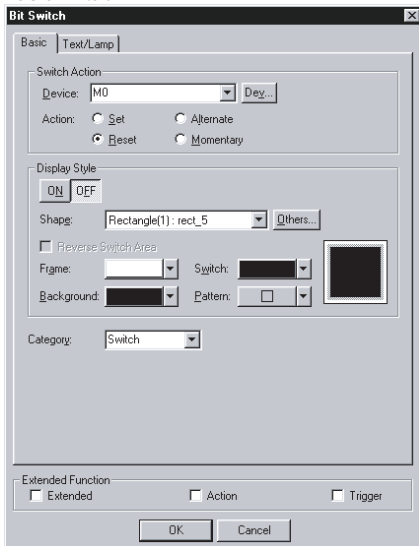 Bit Switch
Basic Text/Lamp
Switch Action
Device: M0 Dev...
Action: Set Alternate
Reset Momentary
Display Style
ON OFF
Shape: Rectangle(1) : rect_5 Others...
Reverse Switch Area
Frame: Switch:
Background: Pattern:
Category: Switch
Extended Function
Extended Action Trigger
OK Cancel